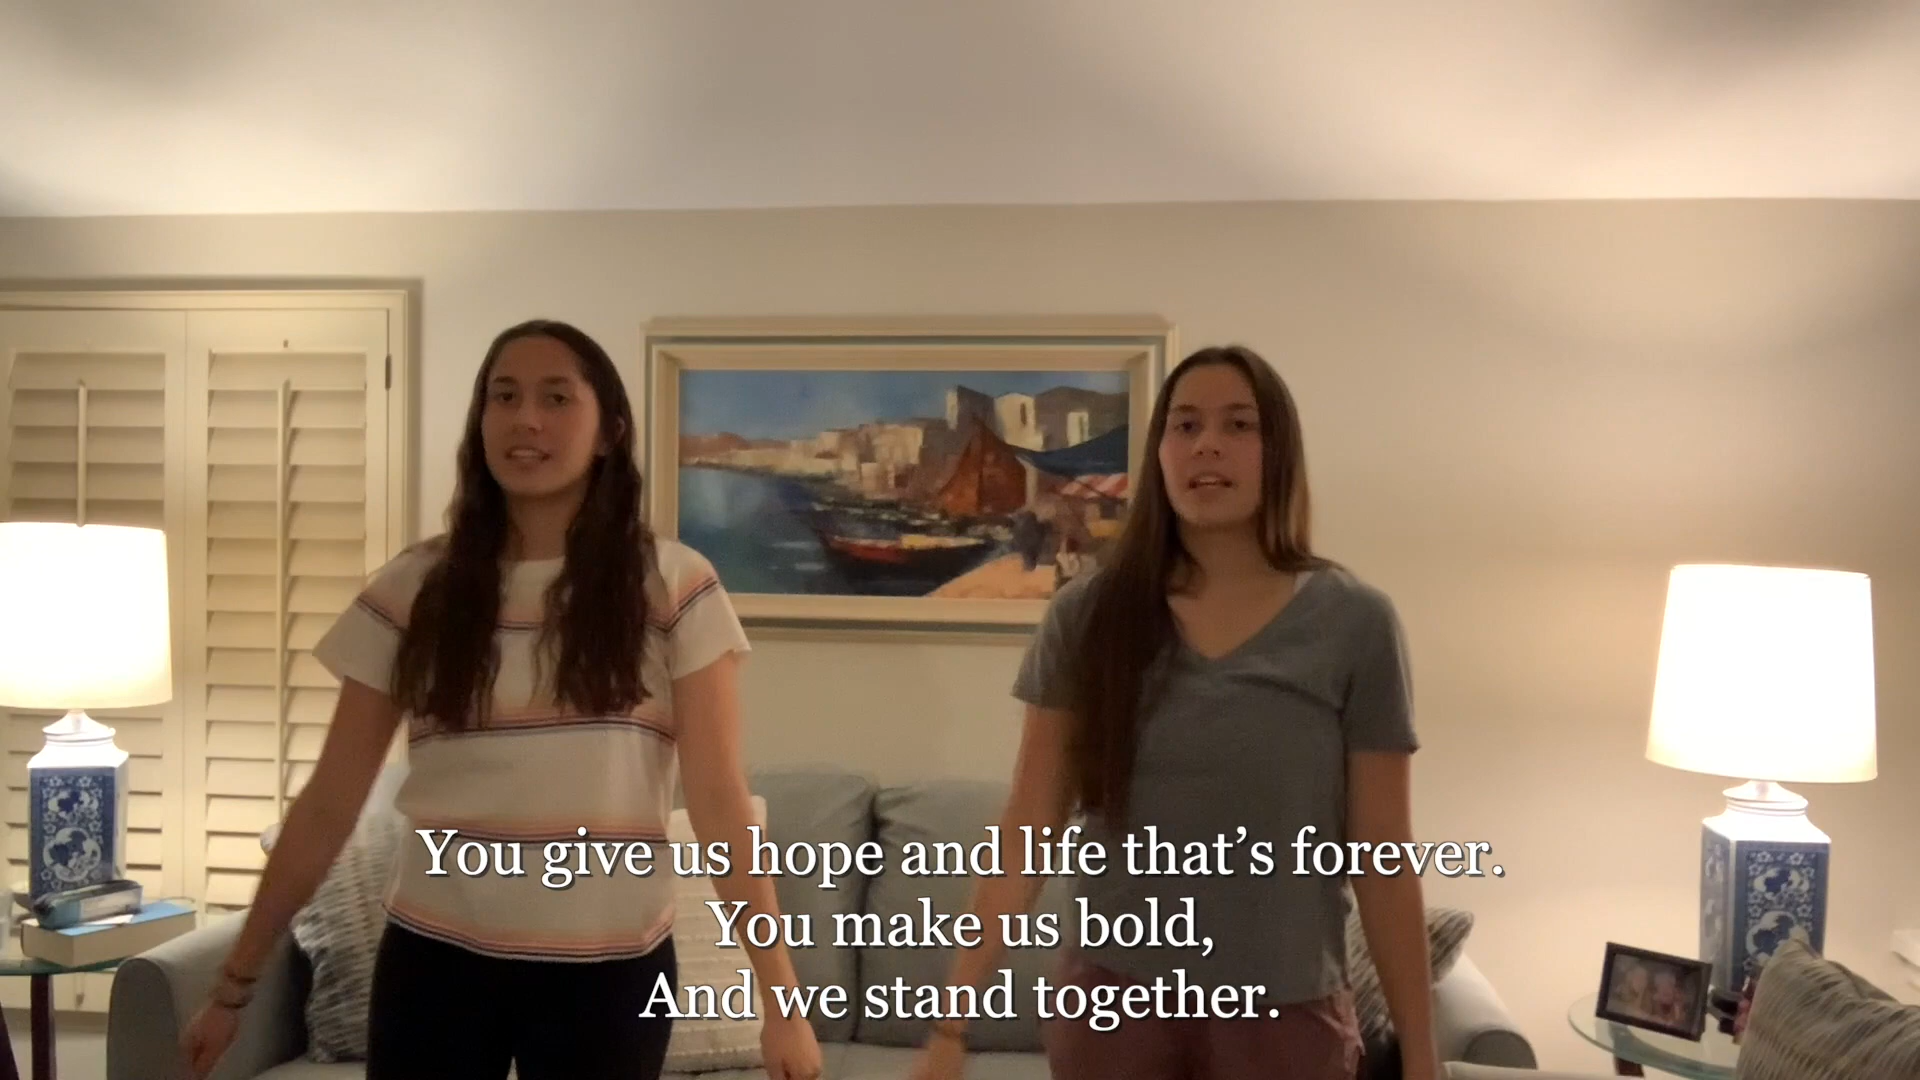 You give us hope and life that’s forever.
You make us bold,
And we stand together.